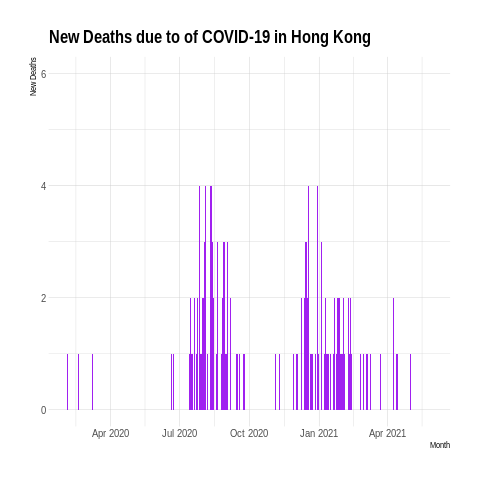 New Deaths due to of COVID-19 in Hong Kong
New Deaths
6
4
2
0
Apr 2020 Jul 2020 Oct 2020 Jan 2021 Apr 2021
Month